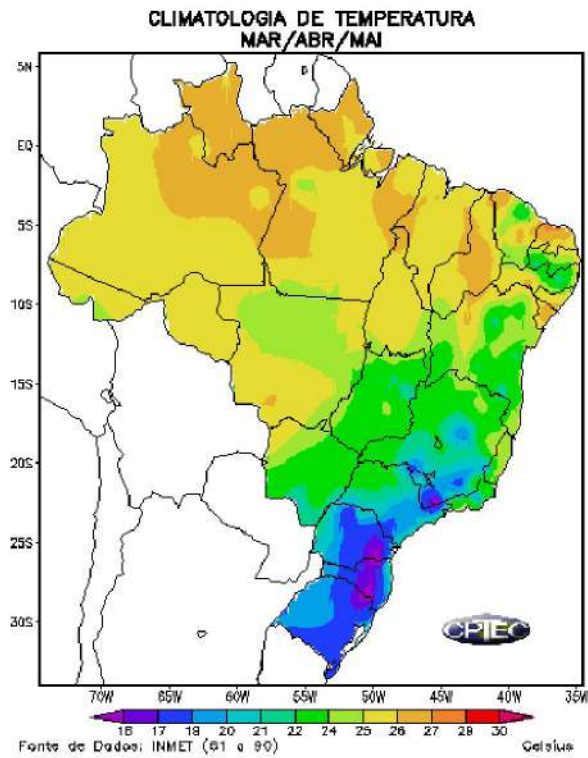 CLIMATOLOGIA DE TEMPERATURA
MAR/ABR/MAI
5N
EQ
5S
10S
15S
20S
25S
30S
CPTEC
70W 65W 60W 55W 50W 45W 40W 35W
16 17 19 20 21 22 24 25 26 27 29 30
Fonte de Dados: INMET (61 a 90) Celsius